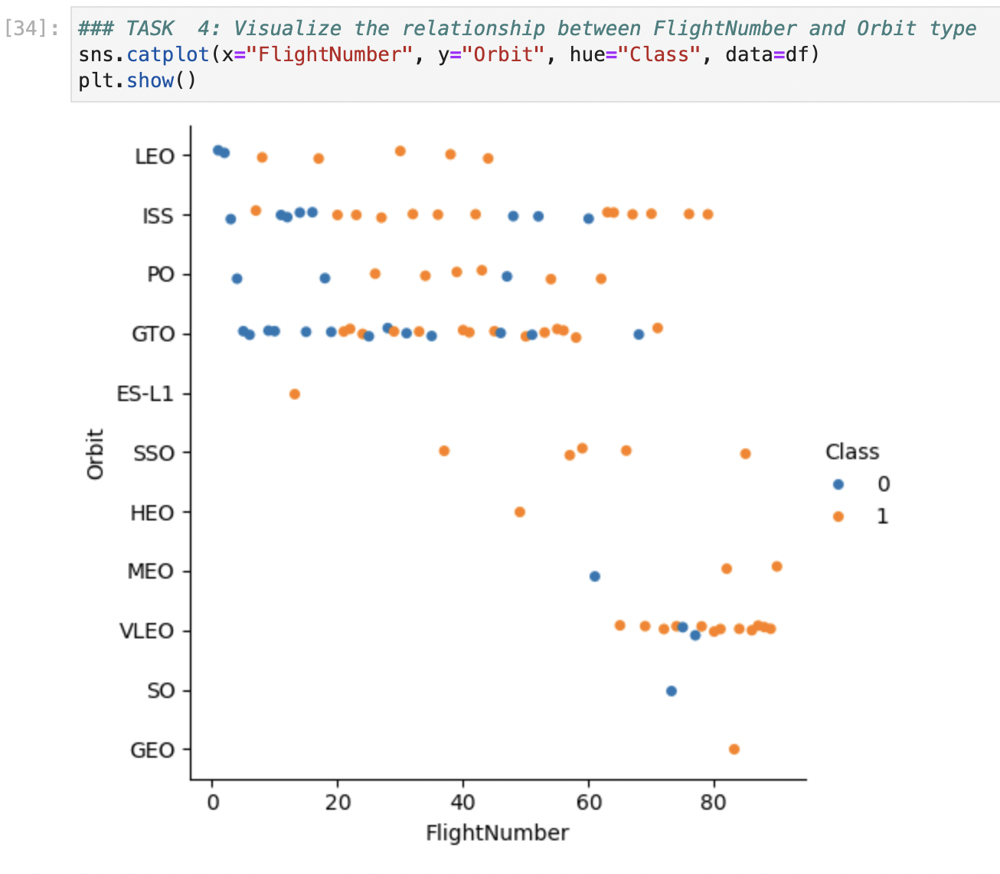 [34]: ### TASK  4: Visualize the relationship between FlightNumber and Orbit type
sns.catplot(x="FlightNumber", y="Orbit", hue="Class", data=df)
plt.show()
LEO
ISS
PO
GTO
ES-L1
SSO
HEO
MEO
VLEO
SO
GEO
Orbit
0 20 40 60 80
FlightNumber
Class
0
1